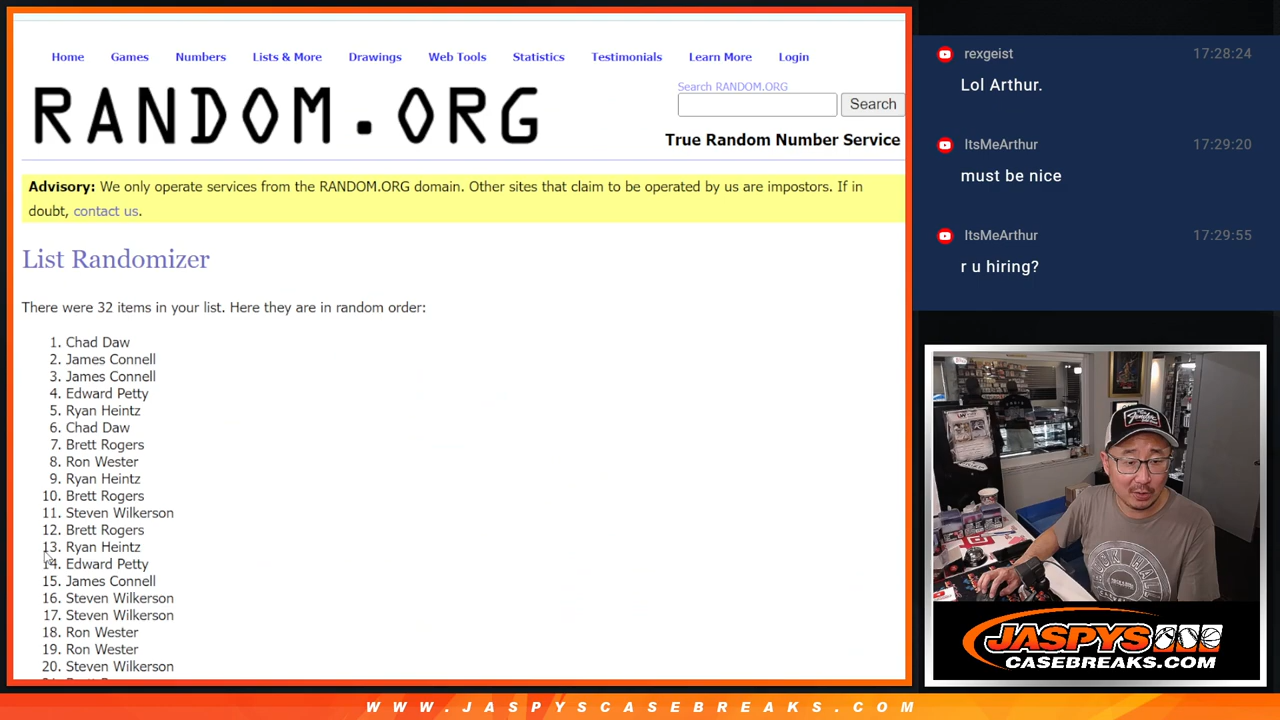 Home Games Numbers Lists & More Drawings Web Tools Statistics Testimonials Learn More Login
RANDOM.ORG
Search RANDOM.ORG
Search
True Random Number Service
Advisory: We only operate services from the RANDOM.ORG domain. Other sites that claim to be operated by us are impostors. If in
doubt, contact us.
List Randomizer
There were 32 items in your list. Here they are in random order:
1. Chad Daw
2. James Connell
3. James Connell
4. Edward Petty
5. Ryan Heintz
6. Chad Daw
7. Brett Rogers
8. Ron Wester
9. Ryan Heintz
10. Brett Rogers
11. Steven Wilkerson
12. Brett Rogers
13. Ryan Heintz
14. Edward Petty
15. James Connell
16. Steven Wilkerson
17. Steven Wilkerson
18. Ron Wester
19. Ron Wester
20. Steven Wilkerson
rexgeist 17:28:24
Lol Arthur.
ItsMeArthur 17:29:20
must be nice
ItsMeArthur 17:29:55
r u hiring?
JASPYS
CASEBREAKS.COM
WWW.JASPYSCASEBREAKS.COM